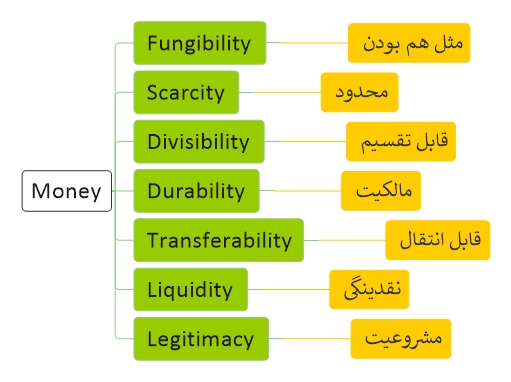 Money
Fungibility
مثل هم بودن
Scarcity
محدود
Divisibility
قابل تقسیم
Durability
مالکیت
Transferability
قابل انتقال
Liquidity
نقدینگی
Legitimacy
مشروعیت